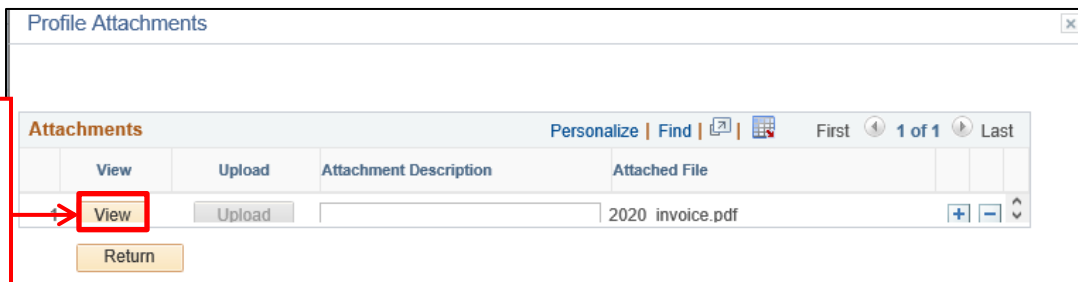 Profile Attachments
Attachments Personalize | Find | | First 1 of 1 Last
View Upload Attachment Description Attached File
1 View Upload 2020 invoice.pdf
Return